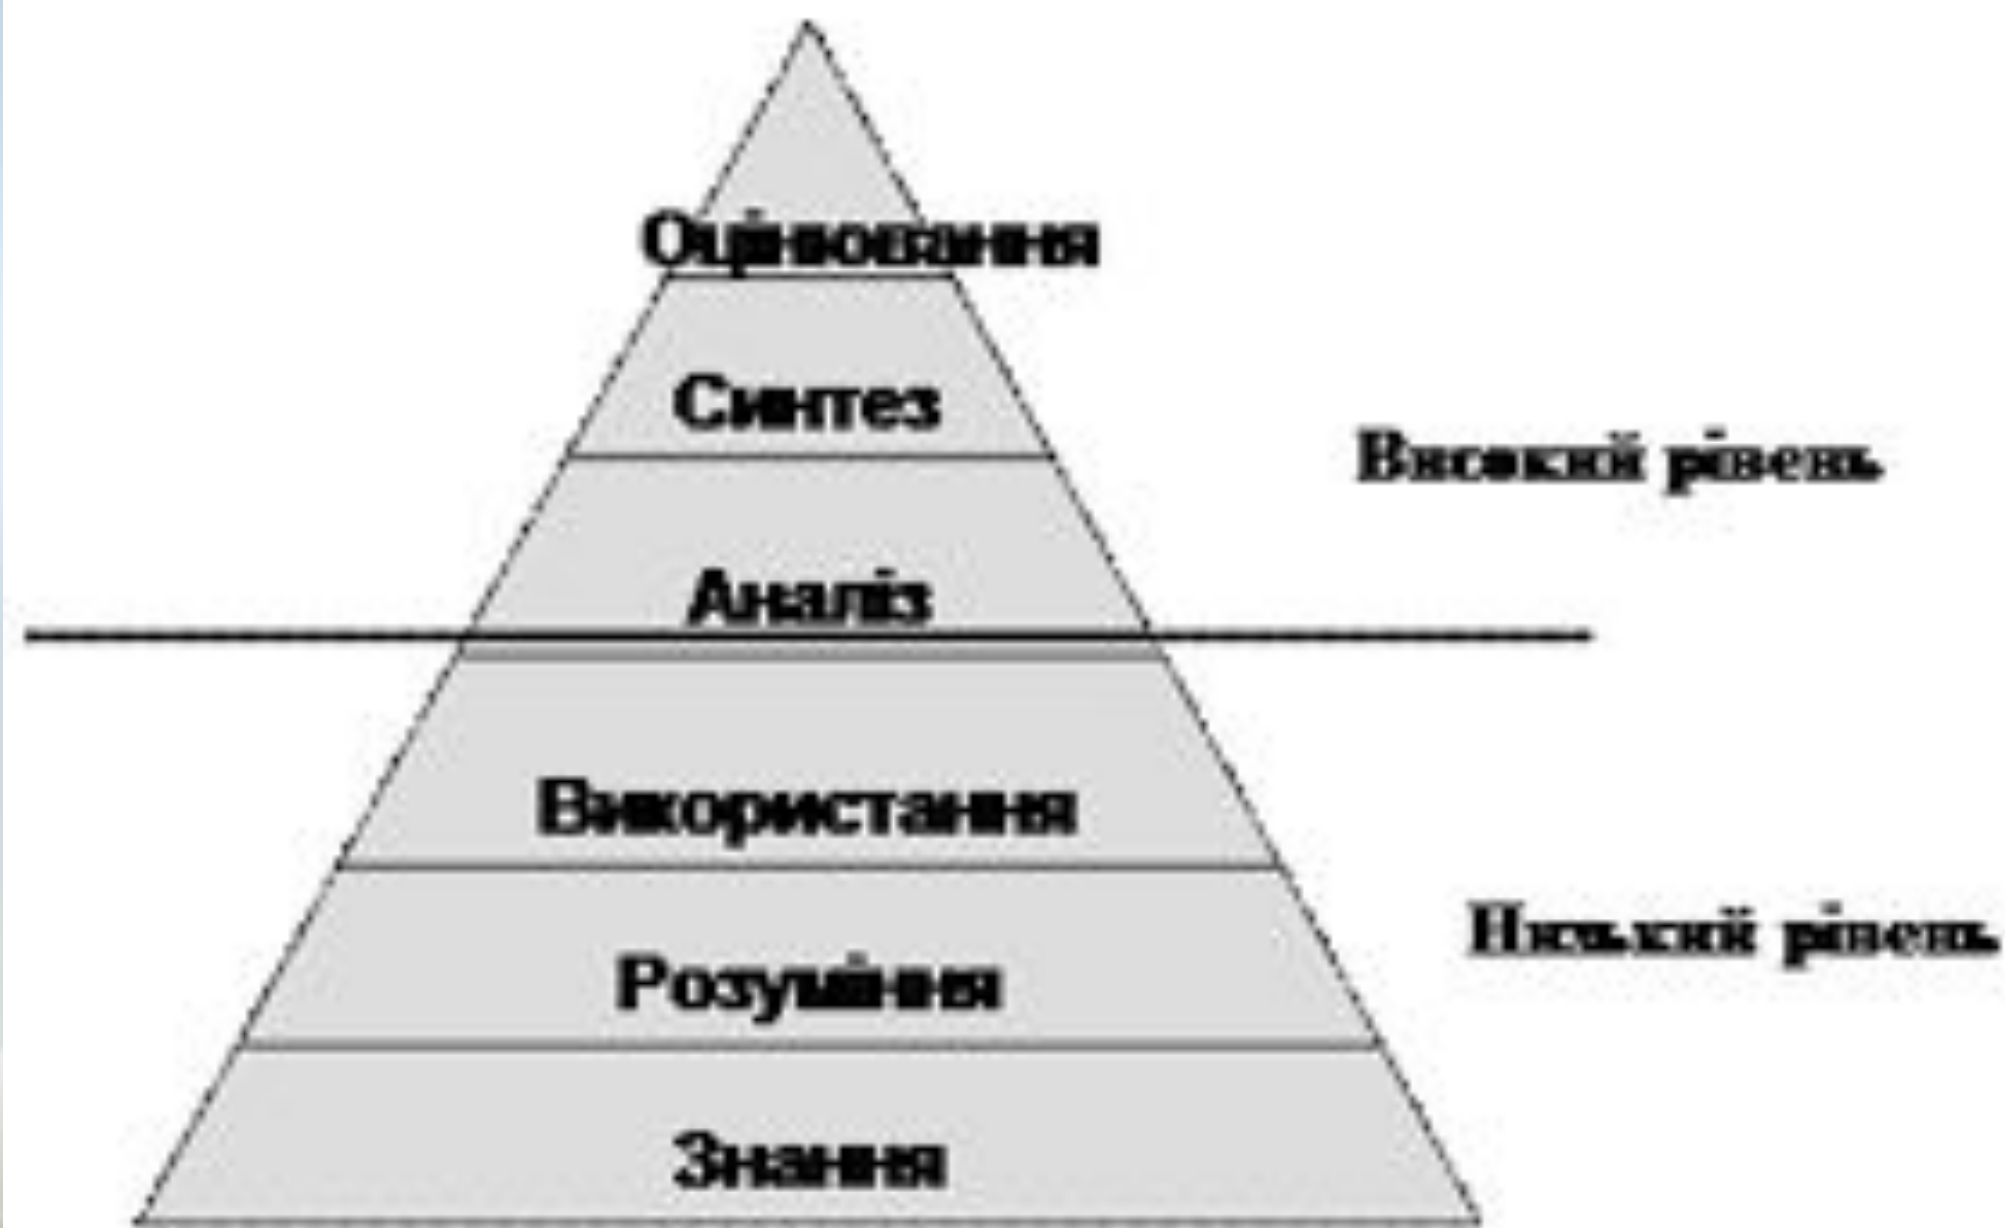 Оцінювання
Синтез
Високий рівень
Аналіз
Використання
Низький рівень
Розуміння
Знання